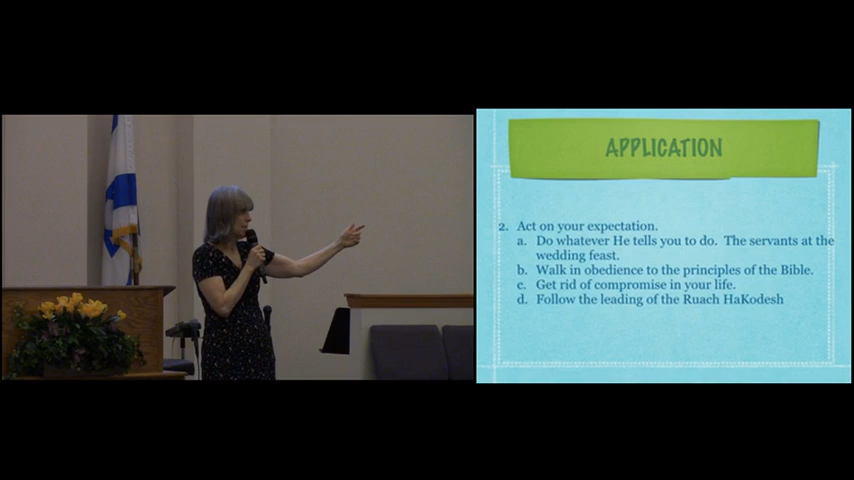 APPLICATION
2. Act on your expectation.
a. Do whatever He tells you to do. The servants at the
wedding feast.
b. Walk in obedience to the principles of the Bible.
c. Get rid of compromise in your life.
d. Follow the leading of the Ruach HaKodesh